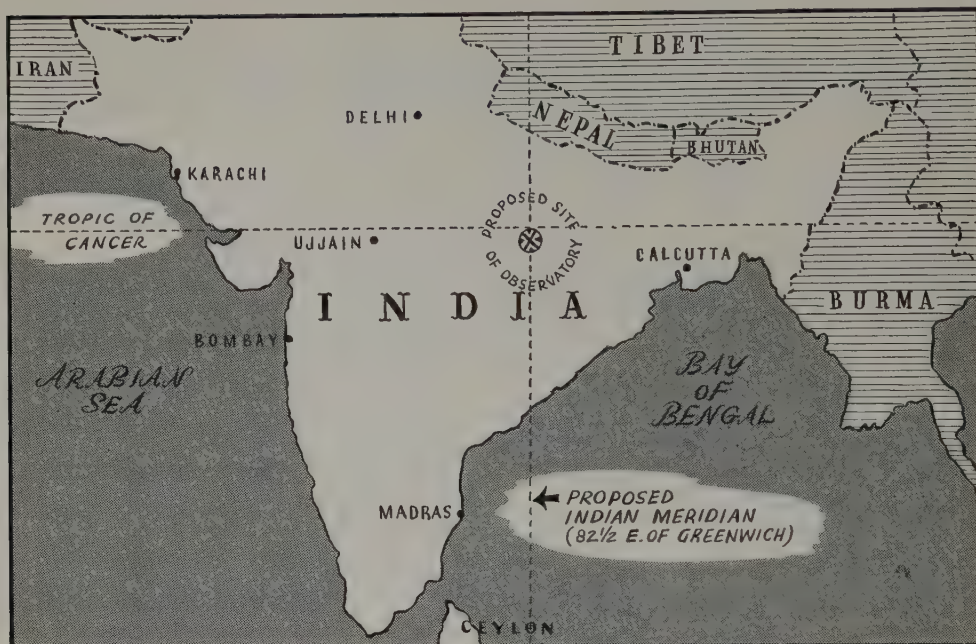 TIBET
IRAN
NEPAL
BHUTAN
DELHI
KARACHI
TROPIC OF
CANCER
UJJAIN
PROPOSED SITE
OF OBSERVATORY
CALCUTTA
INDIA
BURMA
BOMBAY
ARABIAN
SEA
BAY
OF
BENGAL
MADRAS
PROPOSED
INDIAN MERIDIAN
(82½ E. OF GREENWICH)
CEYLON